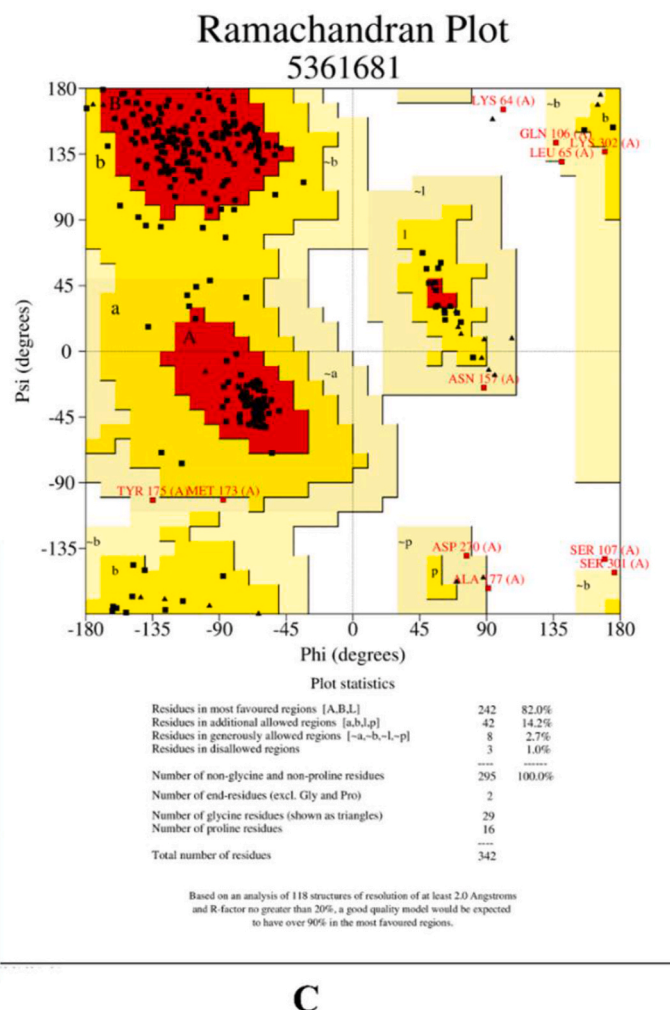 Ramachandran Plot
5361681
180
135
90
45
0
-45
-90
-135
Psi (degrees)
B
b
~b
~l
l
a
A
~a
~b
b
LYS 64 (A)
~b
b
GLN 106 (A)
LYS 302 (A)
LEU 65 (A)
ASN 157 (A)
TYR 175 (A)
MET 173 (A)
~p
p
ASP 270 (A)
ALA 77 (A)
SER 107 (A)
SER 301 (A)
~b
-180 -135 -90 -45 0 45 90 135 180
Phi (degrees)
Plot statistics
Residues in most favoured regions [A,B,L] 242 82.0%
Residues in additional allowed regions [a,b,l,p] 42 14.2%
Residues in generously allowed regions [~a,~b,~l,~p] 8 2.7%
Residues in disallowed regions 3 1.0%
---- ------
Number of non-glycine and non-proline residues 295 100.0%
Number of end-residues (excl. Gly and Pro) 2
Number of glycine residues (shown as triangles) 29
Number of proline residues 16
----
Total number of residues 342
Based on an analysis of 118 structures of resolution of at least 2.0 Angstroms
and R-factor no greater than 20%, a good quality model would be expected
to have over 90% in the most favoured regions.
C